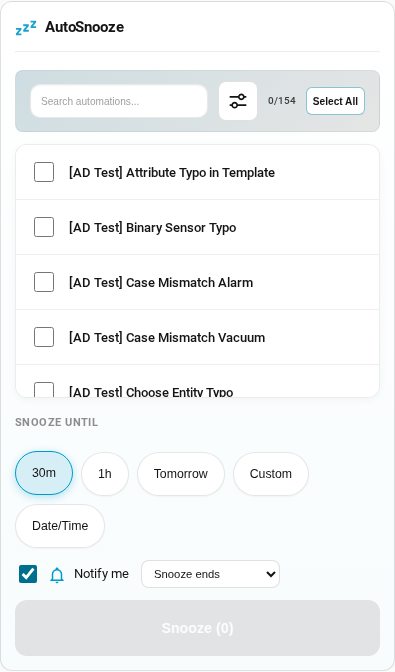 zzz AutoSnooze
Search automations... 0/154 Select All
[AD Test] Attribute Typo in Template
[AD Test] Binary Sensor Typo
[AD Test] Case Mismatch Alarm
[AD Test] Case Mismatch Vacuum
[AD Test] Choose Entity Typo
SNOOZE UNTIL
30m 1h Tomorrow Custom
Date/Time
Notify me Snooze ends
Snooze (0)